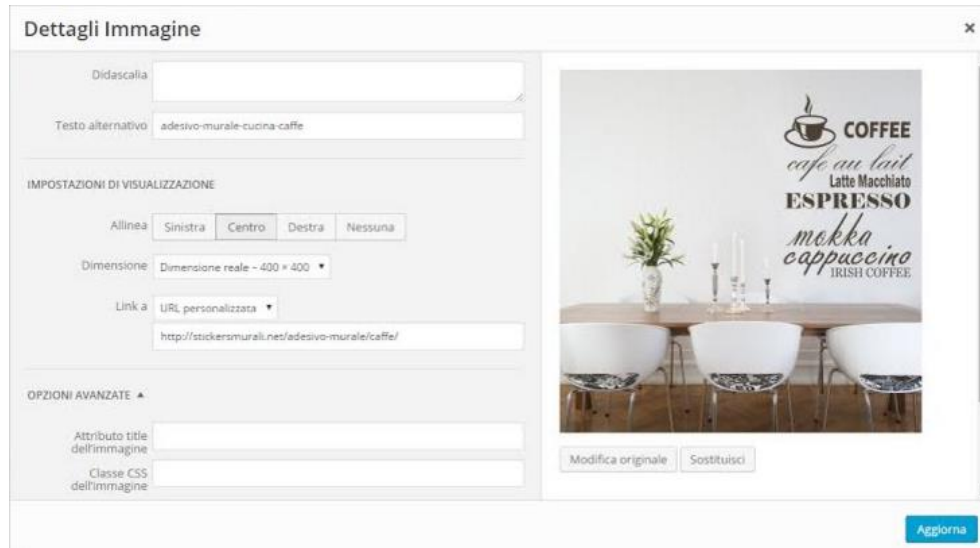 Dettagli Immagine
×
Didascalia
Testo alternativo
adesivo-murale-cucina-caffe
IMPOSTAZIONI DI VISUALIZZAZIONE
Allinea
Sinistra Centro Destra Nessuna
Dimensione
Dimensione reale – 400 × 400
Link a
URL personalizzata
http://stickersmurali.net/adesivo-murale/caffe/
OPZIONI AVANZATE
Attributo title
dell'immagine
Classe CSS
dell'immagine
COFFEE
cafe au lait
Latte Macchiato
ESPRESSO
mokka
cappuccino
IRISH COFFEE
Modifica originale Sostituisci
Aggiorna